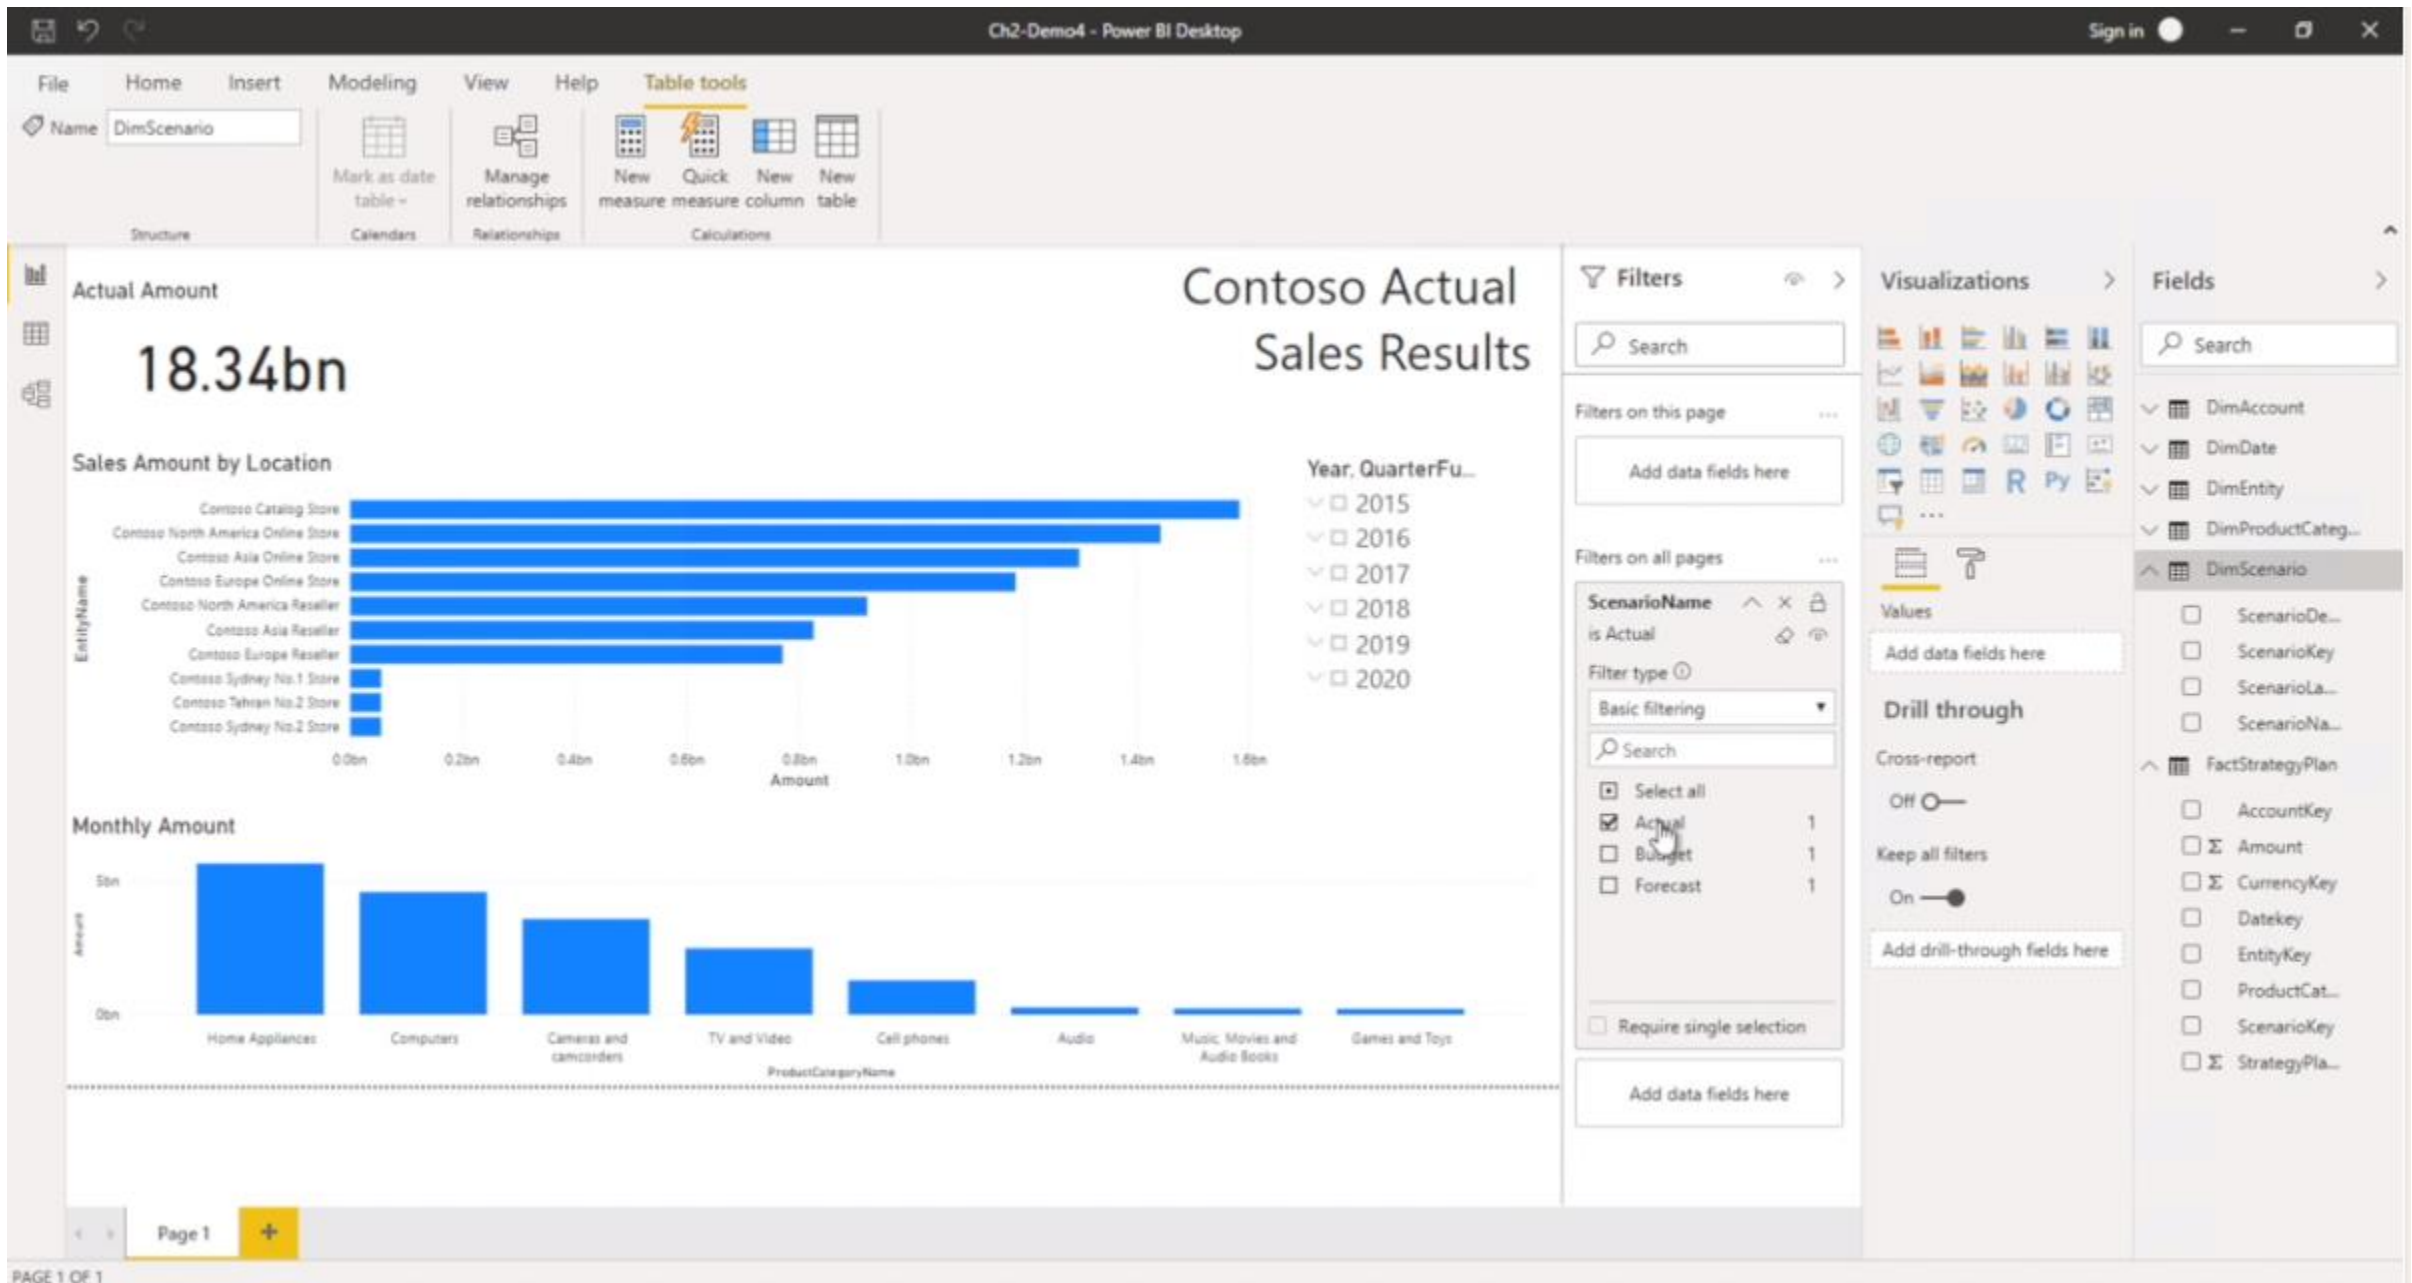 Ch2-Demo4 - Power BI Desktop
Sign in
File Home Insert Modeling View Help Table tools
Name DimScenario
Mark as date
table
Manage
relationships
New
measure
Quick
measure
New
column
New
table
Structure
Calendars
Relationships
Calculations
Actual Amount
18.34bn
Contoso Actual
Sales Results
Sales Amount by Location
EntityName
Contoso Catalog Store
Contoso North America Online Store
Contoso Asia Online Store
Contoso Europe Online Store
Contoso North America Reseller
Contoso Asia Reseller
Contoso Europe Reseller
Contoso Sydney No.1 Store
Contoso Tehran No.2 Store
Contoso Sydney No.2 Store
0.0bn 0.2bn 0.4bn 0.6bn 0.8bn 1.0bn 1.2bn 1.4bn 1.6bn
Amount
Year, QuarterFu...
2015
2016
2017
2018
2019
2020
Monthly Amount
Amount
5bn
0bn
Home Appliances
Computers
Cameras and
camcorders
TV and Video
Cell phones
Audio
Music, Movies and
Audio Books
Games and Toys
ProductCategoryName
Page 1
PAGE 1 OF 1
Filters
Search
Filters on this page ...
Add data fields here
Filters on all pages ...
ScenarioName
is Actual
Filter type
Basic filtering
Search
Select all
Actual 1
Budget 1
Forecast 1
Require single selection
Add data fields here
Visualizations
R Py
...
Values
Add data fields here
Drill through
Cross-report
Off
Keep all filters
On
Add drill-through fields here
Fields
Search
DimAccount
DimDate
DimEntity
DimProductCateg...
DimScenario
ScenarioDe...
ScenarioKey
ScenarioLa...
ScenarioNa...
FactStrategyPlan
AccountKey
Σ Amount
Σ CurrencyKey
Datekey
EntityKey
ProductCat...
ScenarioKey
Σ StrategyPla...